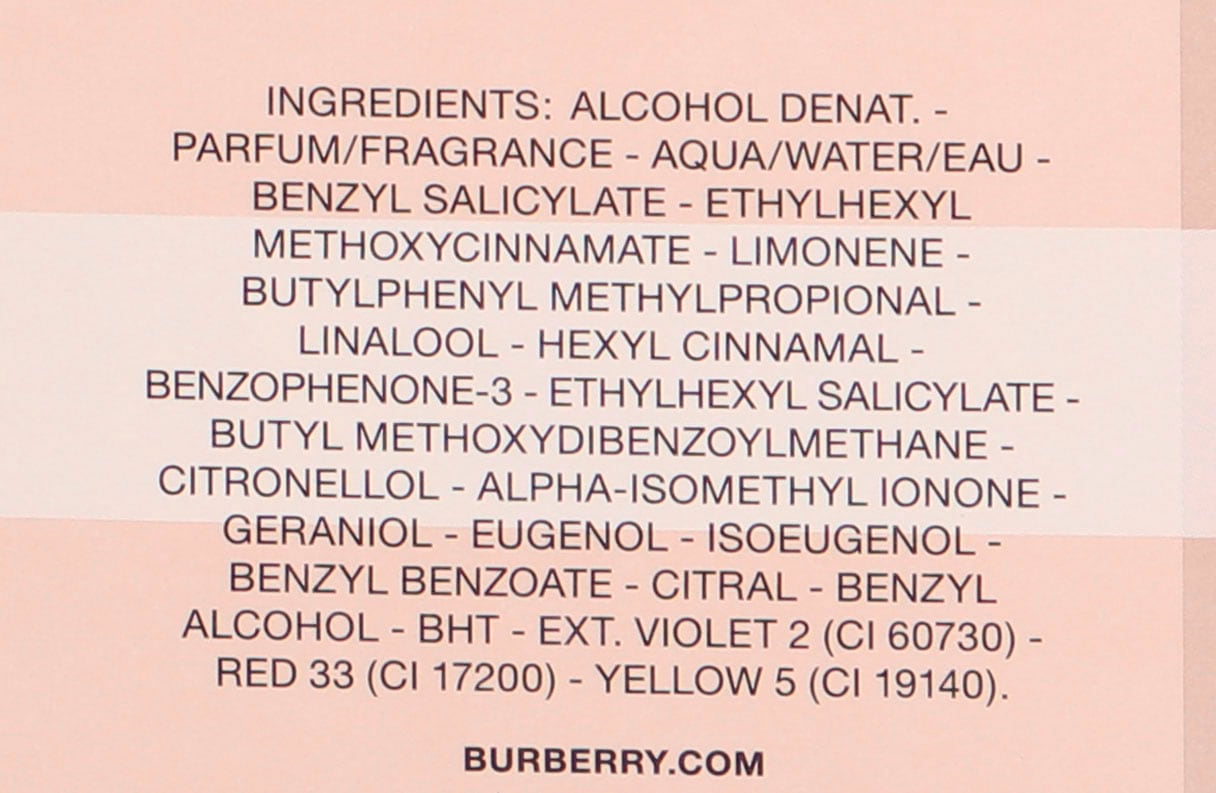 INGREDIENTS: ALCOHOL DENAT. -
PARFUM/FRAGRANCE - AQUA/WATER/EAU -
BENZYL SALICYLATE - ETHYLHEXYL
METHOXYCINNAMATE - LIMONENE -
BUTYLPHENYL METHYLPROPIONAL -
LINALOOL - HEXYL CINNAMAL -
BENZOPHENONE-3 - ETHYLHEXYL SALICYLATE -
BUTYL METHOXYDIBENZOYLMETHANE -
CITRONELLOL - ALPHA-ISOMETHYL IONONE -
GERANIOL - EUGENOL - ISOEUGENOL -
BENZYL BENZOATE - CITRAL - BENZYL
ALCOHOL - BHT - EXT. VIOLET 2 (CI 60730) -
RED 33 (CI 17200) - YELLOW 5 (CI 19140).
BURBERRY.COM